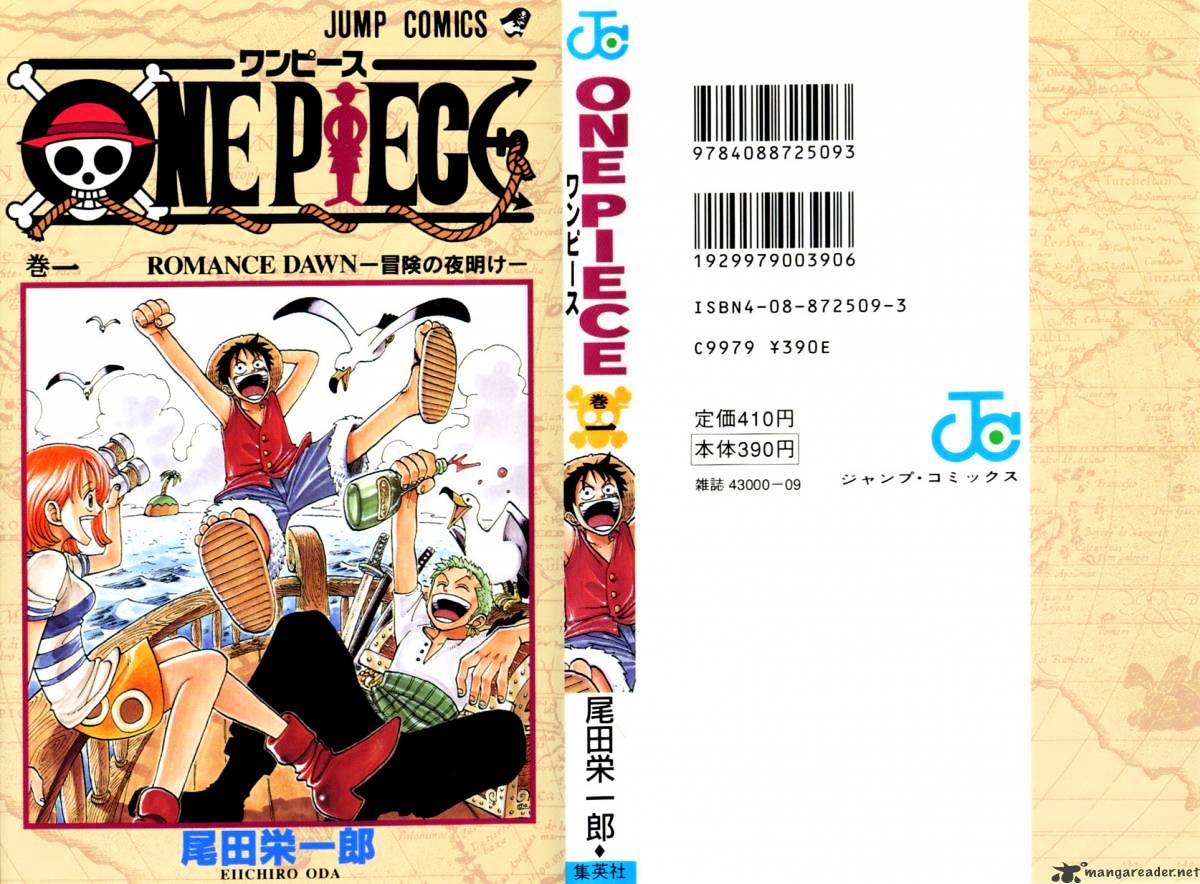 JUMP COMICS
ワンピース
ONE PIECE
巻一
ROMANCE DAWN－冒険の夜明け－
尾田栄一郎
EIICHIRO ODA
JC
ONE PIECE
ワンピース
巻一
尾田栄一郎◆
集英社
9784088725093
1929979003906
ISBN4-08-872509-3
C9979 ¥390E
定価410円
本体390円
雑誌 43000－09
JC
ジャンプ・コミックス
mangareader.net